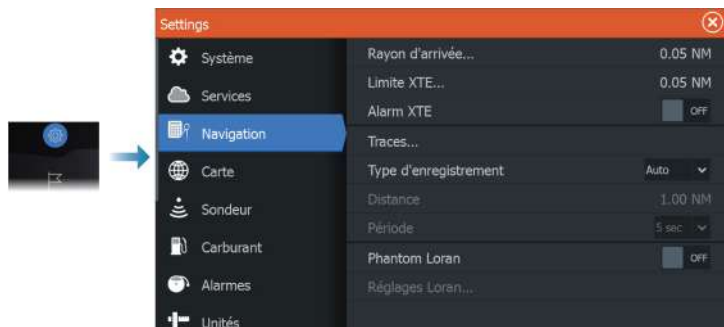 Settings
Système
Services
Navigation
Carte
Sondeur
Carburant
Alarmes
Unités
Rayon d'arrivée... 0.05 NM
Limite XTE... 0.05 NM
Alarm XTE OFF
Traces...
Type d'enregistrement Auto
Distance 1.00 NM
Période 5 sec
Phantom Loran OFF
Réglages Loran...